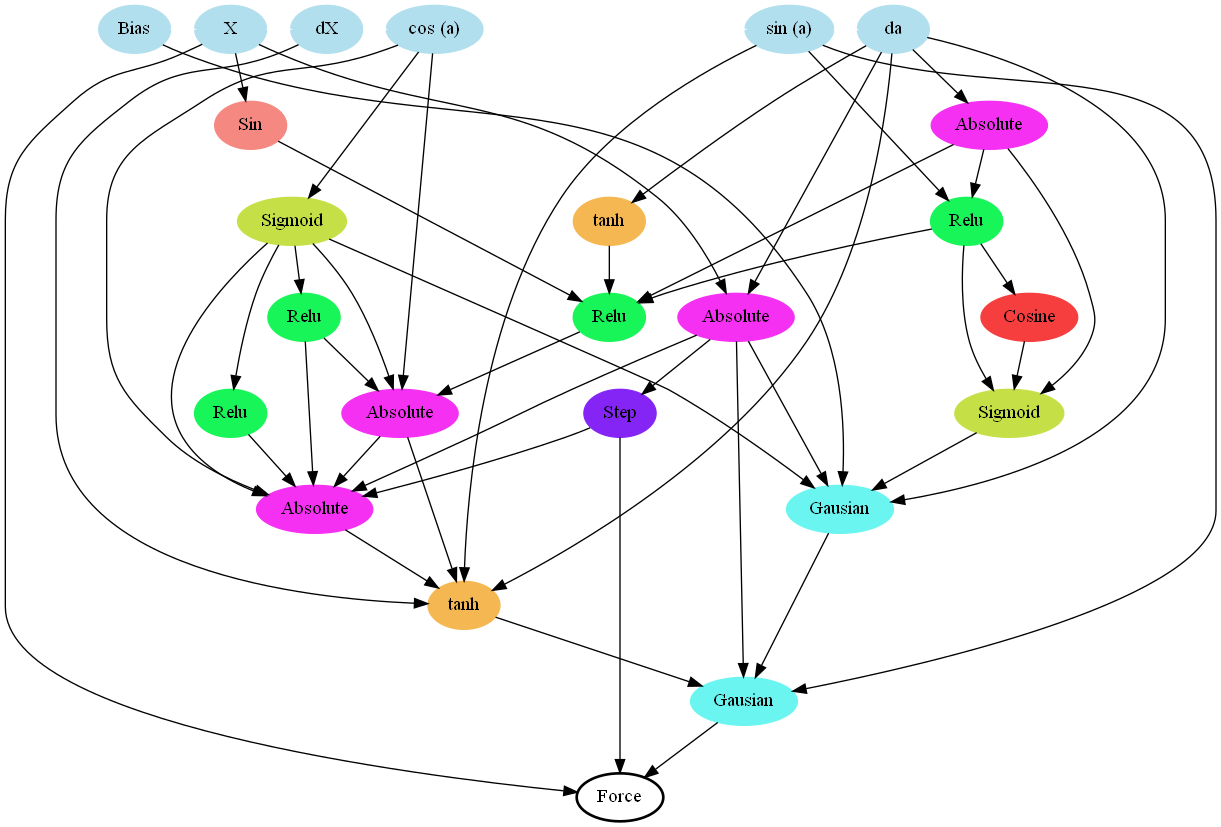 Bias
X
dX
cos (a)
sin (a)
da
Sin
Absolute
Sigmoid
tanh
Relu
Relu
Relu
Absolute
Cosine
Relu
Absolute
Step
Sigmoid
Absolute
Gausian
tanh
Gausian
Force